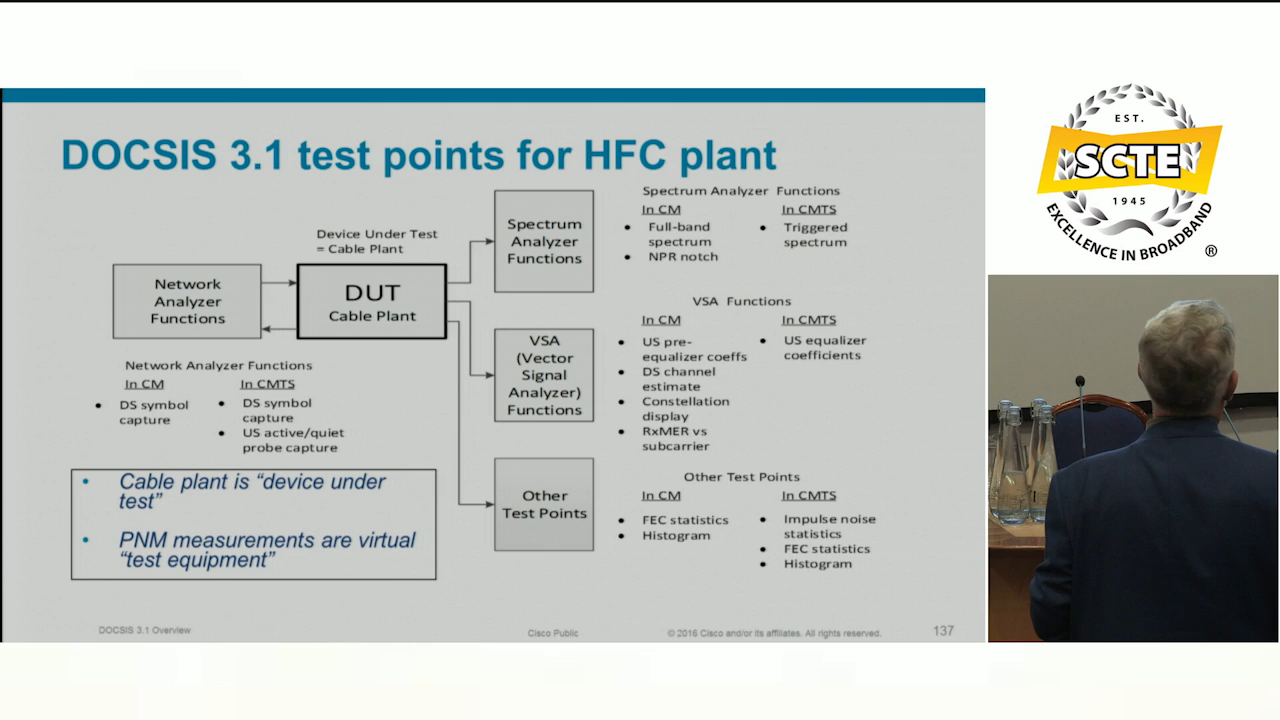 DOCSIS 3.1 test points for HFC plant
Device Under Test
= Cable Plant
Network
Analyzer
Functions
DUT
Cable Plant
Spectrum
Analyzer
Functions
VSA
(Vector
Signal
Analyzer)
Functions
Other
Test Points
Network Analyzer Functions
In CM
DS symbol
capture
In CMTS
DS symbol
capture
US active/quiet
probe capture
Spectrum Analyzer Functions
In CM
Full-band
spectrum
NPR notch
In CMTS
Triggered
spectrum
VSA Functions
In CM
US pre-
equalizer coeffs
DS channel
estimate
Constellation
display
RxMER vs
subcarrier
In CMTS
US equalizer
coefficients
Other Test Points
In CM
FEC statistics
Histogram
In CMTS
Impulse noise
statistics
FEC statistics
Histogram
• Cable plant is “device under
test”
• PNM measurements are virtual
“test equipment”
DOCSIS 3.1 Overview
Cisco Public
© 2016 Cisco and/or its affiliates. All rights reserved.
137
EST.
SCTE
1945
EXCELLENCE IN BROADBAND
®